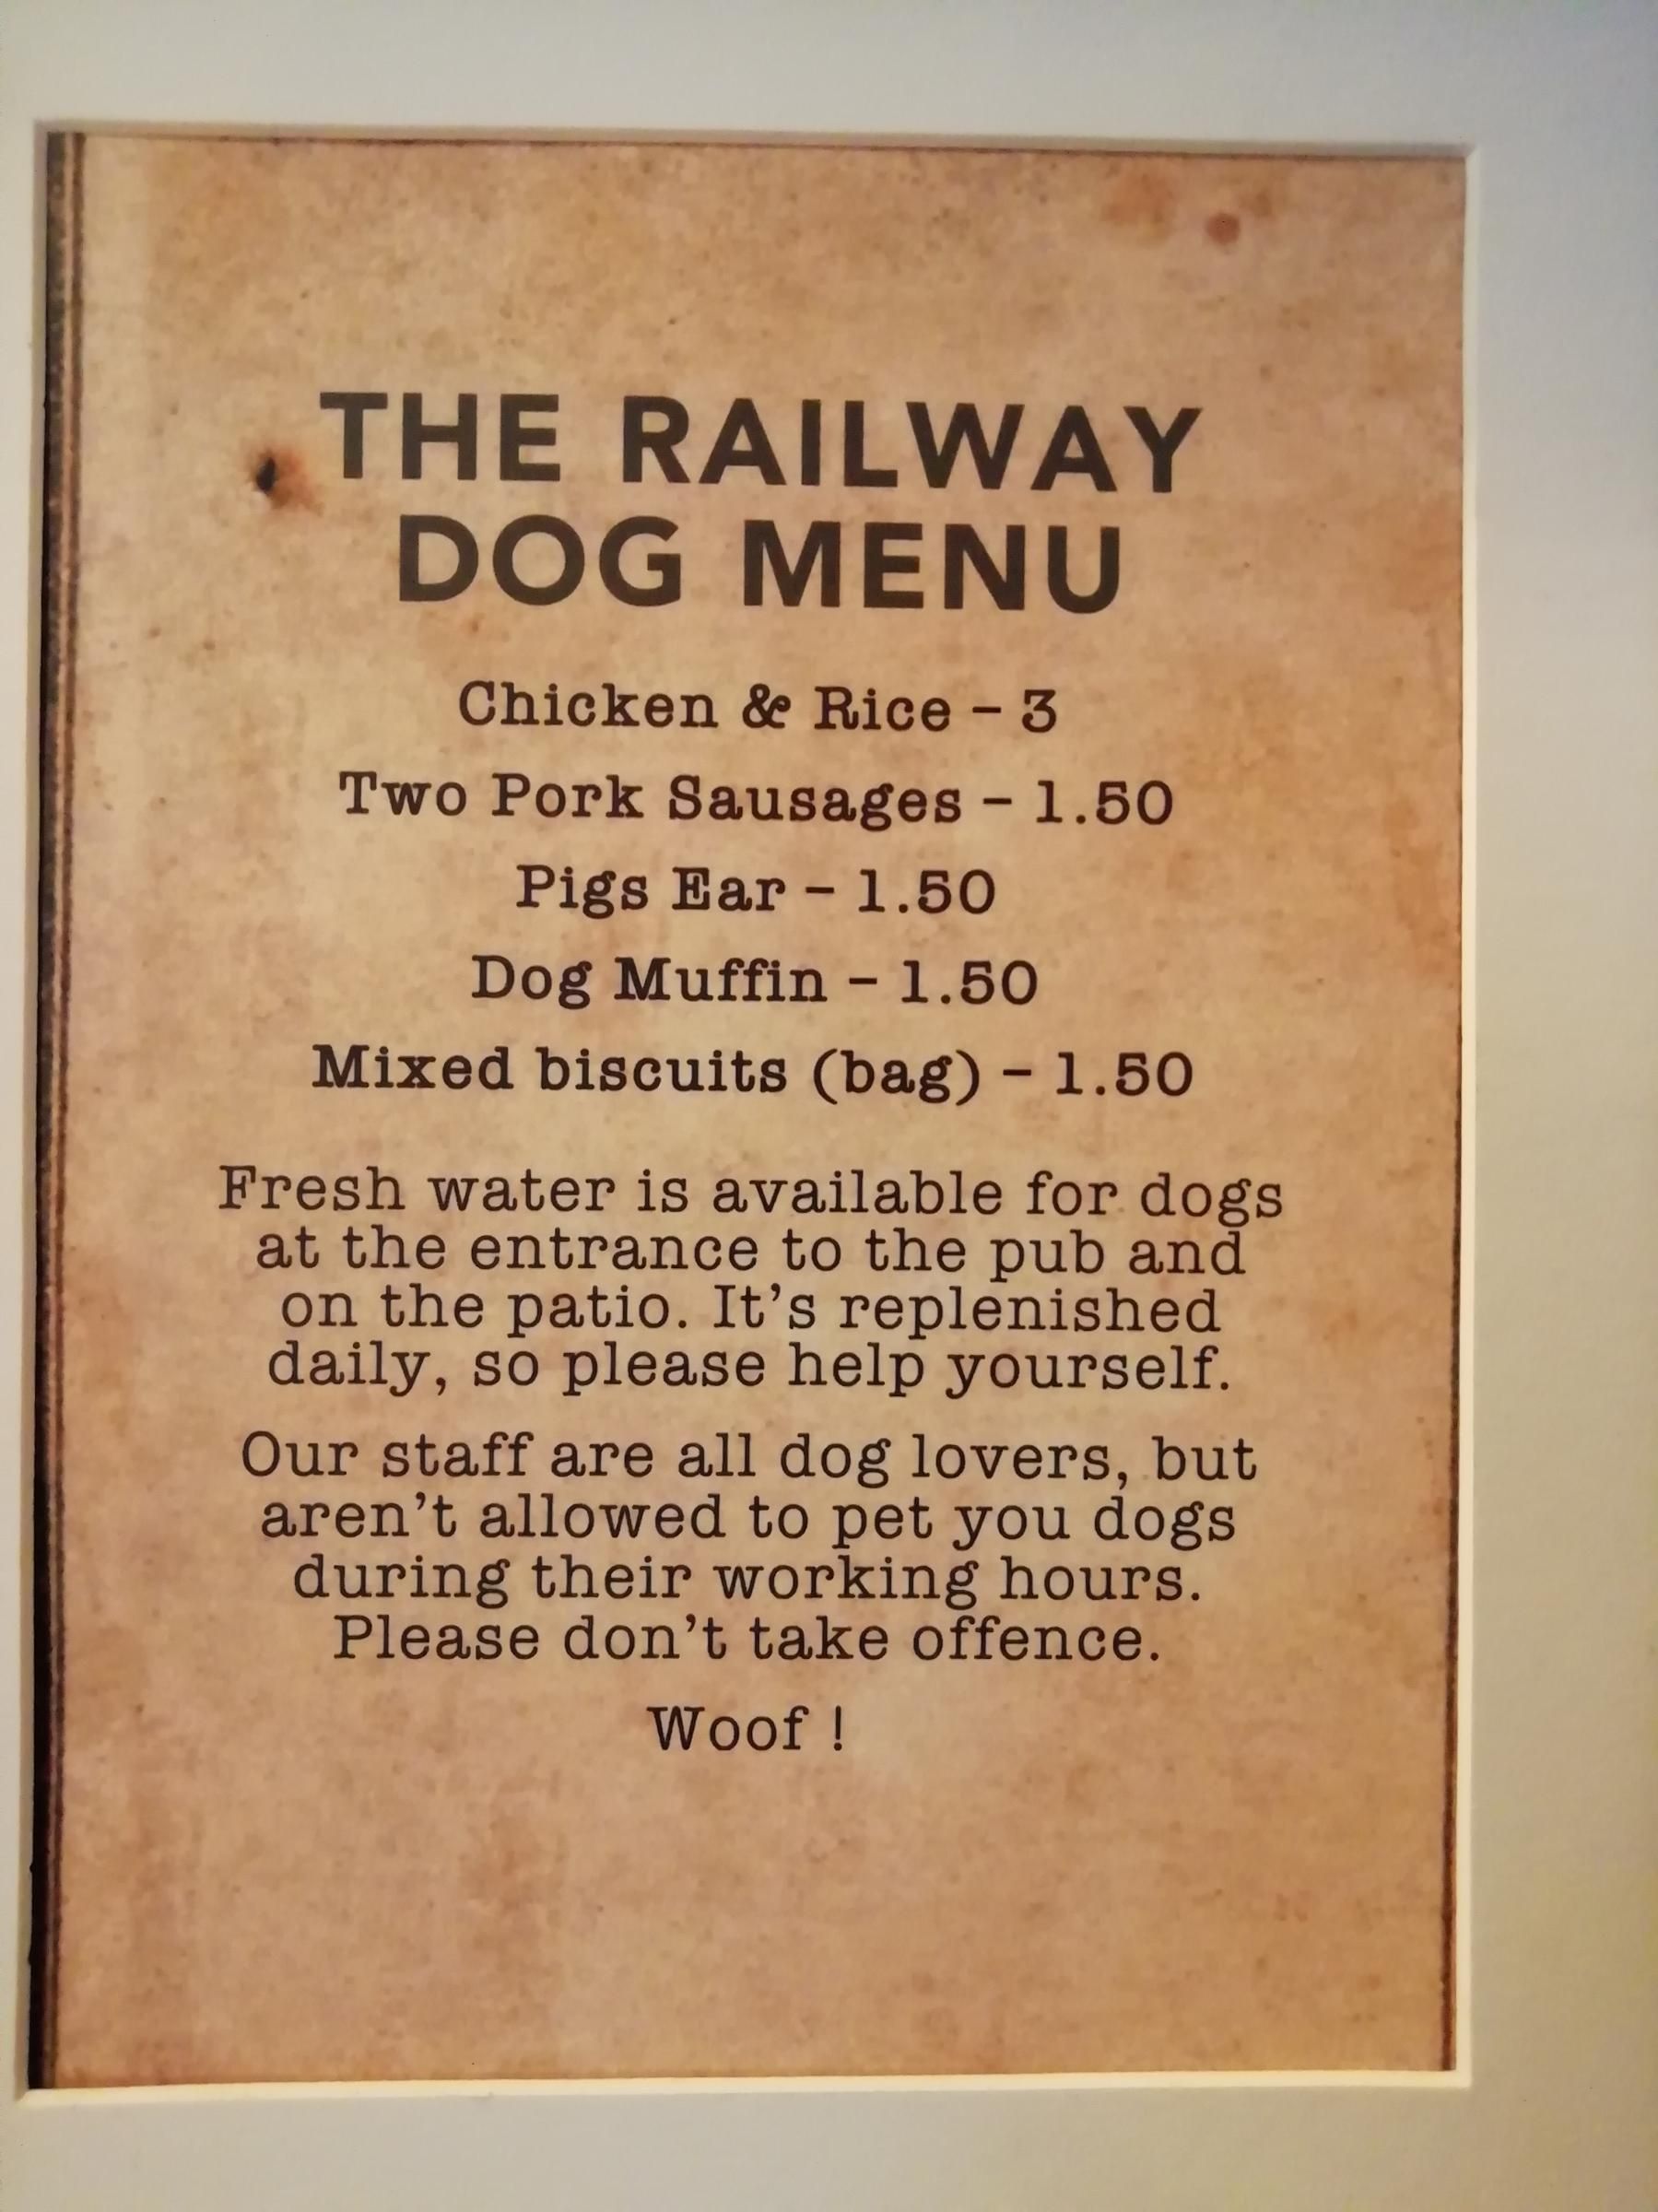 THE RAILWAY
DOG MENU
Chicken & Rice - 3
Two Pork Sausages - 1.50
Pigs Ear - 1.50
Dog Muffin - 1.50
Mixed biscuits (bag) - 1.50
Fresh water is available for dogs
at the entrance to the pub and
on the patio. It's replenished
daily, so please help yourself.
Our staff are all dog lovers, but
aren't allowed to pet you dogs
during their working hours.
Please don't take offence.
Woof !